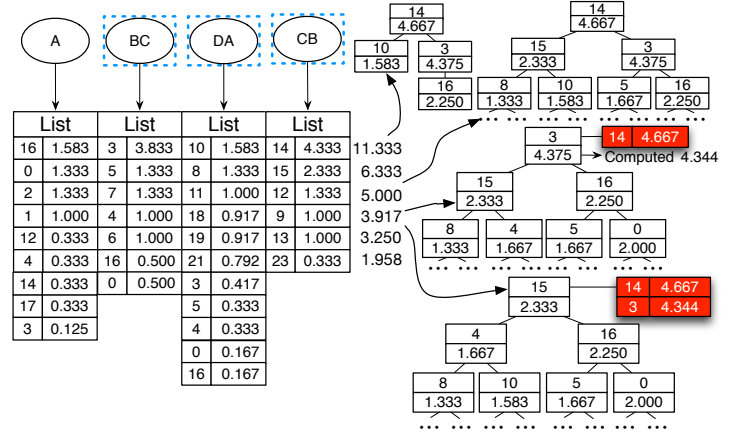 A BC DA CB
List List List List
16 1.583 3 3.833 10 1.583 14 4.333 11.333
0 1.333 5 1.333 8 1.333 15 2.333 6.333
2 1.333 7 1.333 11 1.000 12 1.333 5.000
1 1.000 4 1.000 18 0.917 9 1.000 3.917
12 0.333 6 1.000 19 0.917 13 1.000 3.250
4 0.333 16 0.500 21 0.792 23 0.333 1.958
14 0.333 0 0.500 3 0.417
17 0.333 5 0.333
3 0.125 4 0.333
0 0.167
16 0.167
14
4.667
10 3
1.583 4.375
16
2.250
14
4.667
15 3
2.333 4.375
8 10 5 16
1.333 1.583 1.667 2.250
••• ••• ••• ••• ••• •••
3 14 4.667
4.375 Computed 4.344
15 16
2.333 2.250
8 4 5 0
1.333 1.667 1.667 2.000
••• ••• ••• ••• ••• •••
15 14 4.667
2.333 3 4.344
4 16
1.667 2.250
8 10 5 0
1.333 1.583 1.667 2.000
••• ••• ••• ••• ••• •••